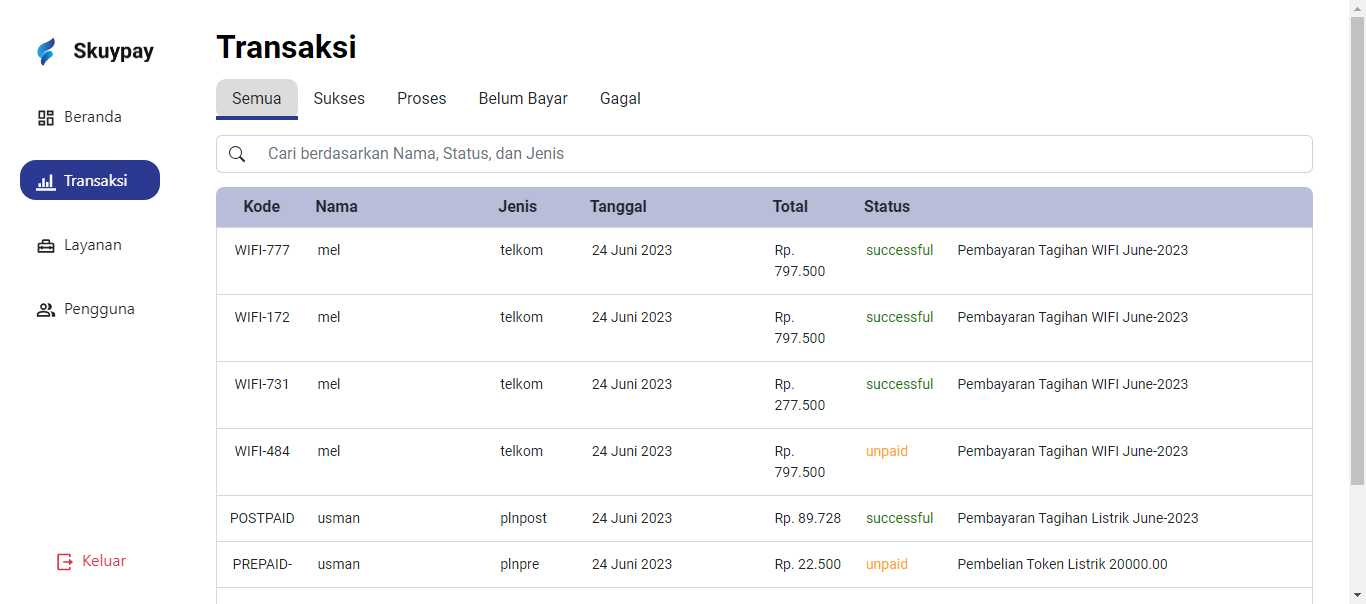 Skuypay
Beranda
Transaksi
Layanan
Pengguna
Keluar
Transaksi
Semua Sukses Proses Belum Bayar Gagal
Cari berdasarkan Nama, Status, dan Jenis
Kode Nama Jenis Tanggal Total Status
WIFI-777 mel telkom 24 Juni 2023 Rp. successful Pembayaran Tagihan WIFI June-2023
797.500
WIFI-172 mel telkom 24 Juni 2023 Rp. successful Pembayaran Tagihan WIFI June-2023
797.500
WIFI-731 mel telkom 24 Juni 2023 Rp. successful Pembayaran Tagihan WIFI June-2023
277.500
WIFI-484 mel telkom 24 Juni 2023 Rp. unpaid Pembayaran Tagihan WIFI June-2023
797.500
POSTPAID usman plnpost 24 Juni 2023 Rp. 89.728 successful Pembayaran Tagihan Listrik June-2023
PREPAID- usman plnpre 24 Juni 2023 Rp. 22.500 unpaid Pembelian Token Listrik 20000.00